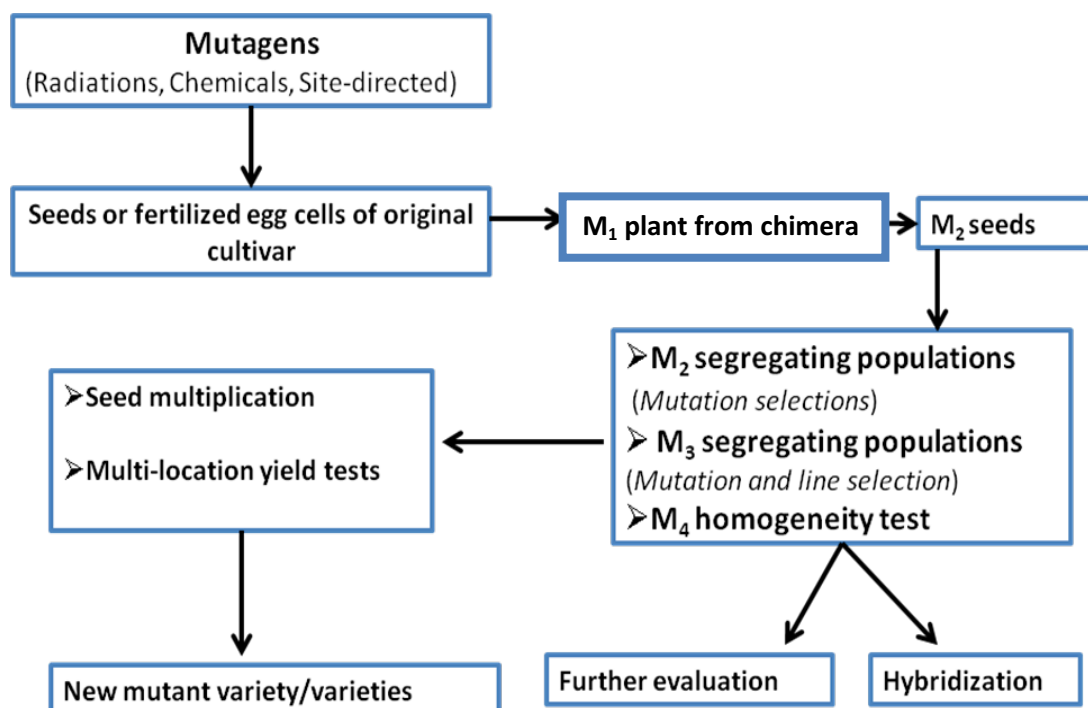 Mutagens
(Radiations, Chemicals, Site-directed)
Seeds or fertilized egg cells of original
cultivar
M₁ plant from chimera
M₂ seeds
➢M₂ segregating populations
(Mutation selections)
➢ M₃ segregating populations
(Mutation and line selection)
➢M₄ homogeneity test
➢Seed multiplication
➢Multi-location yield tests
New mutant variety/varieties
Further evaluation
Hybridization